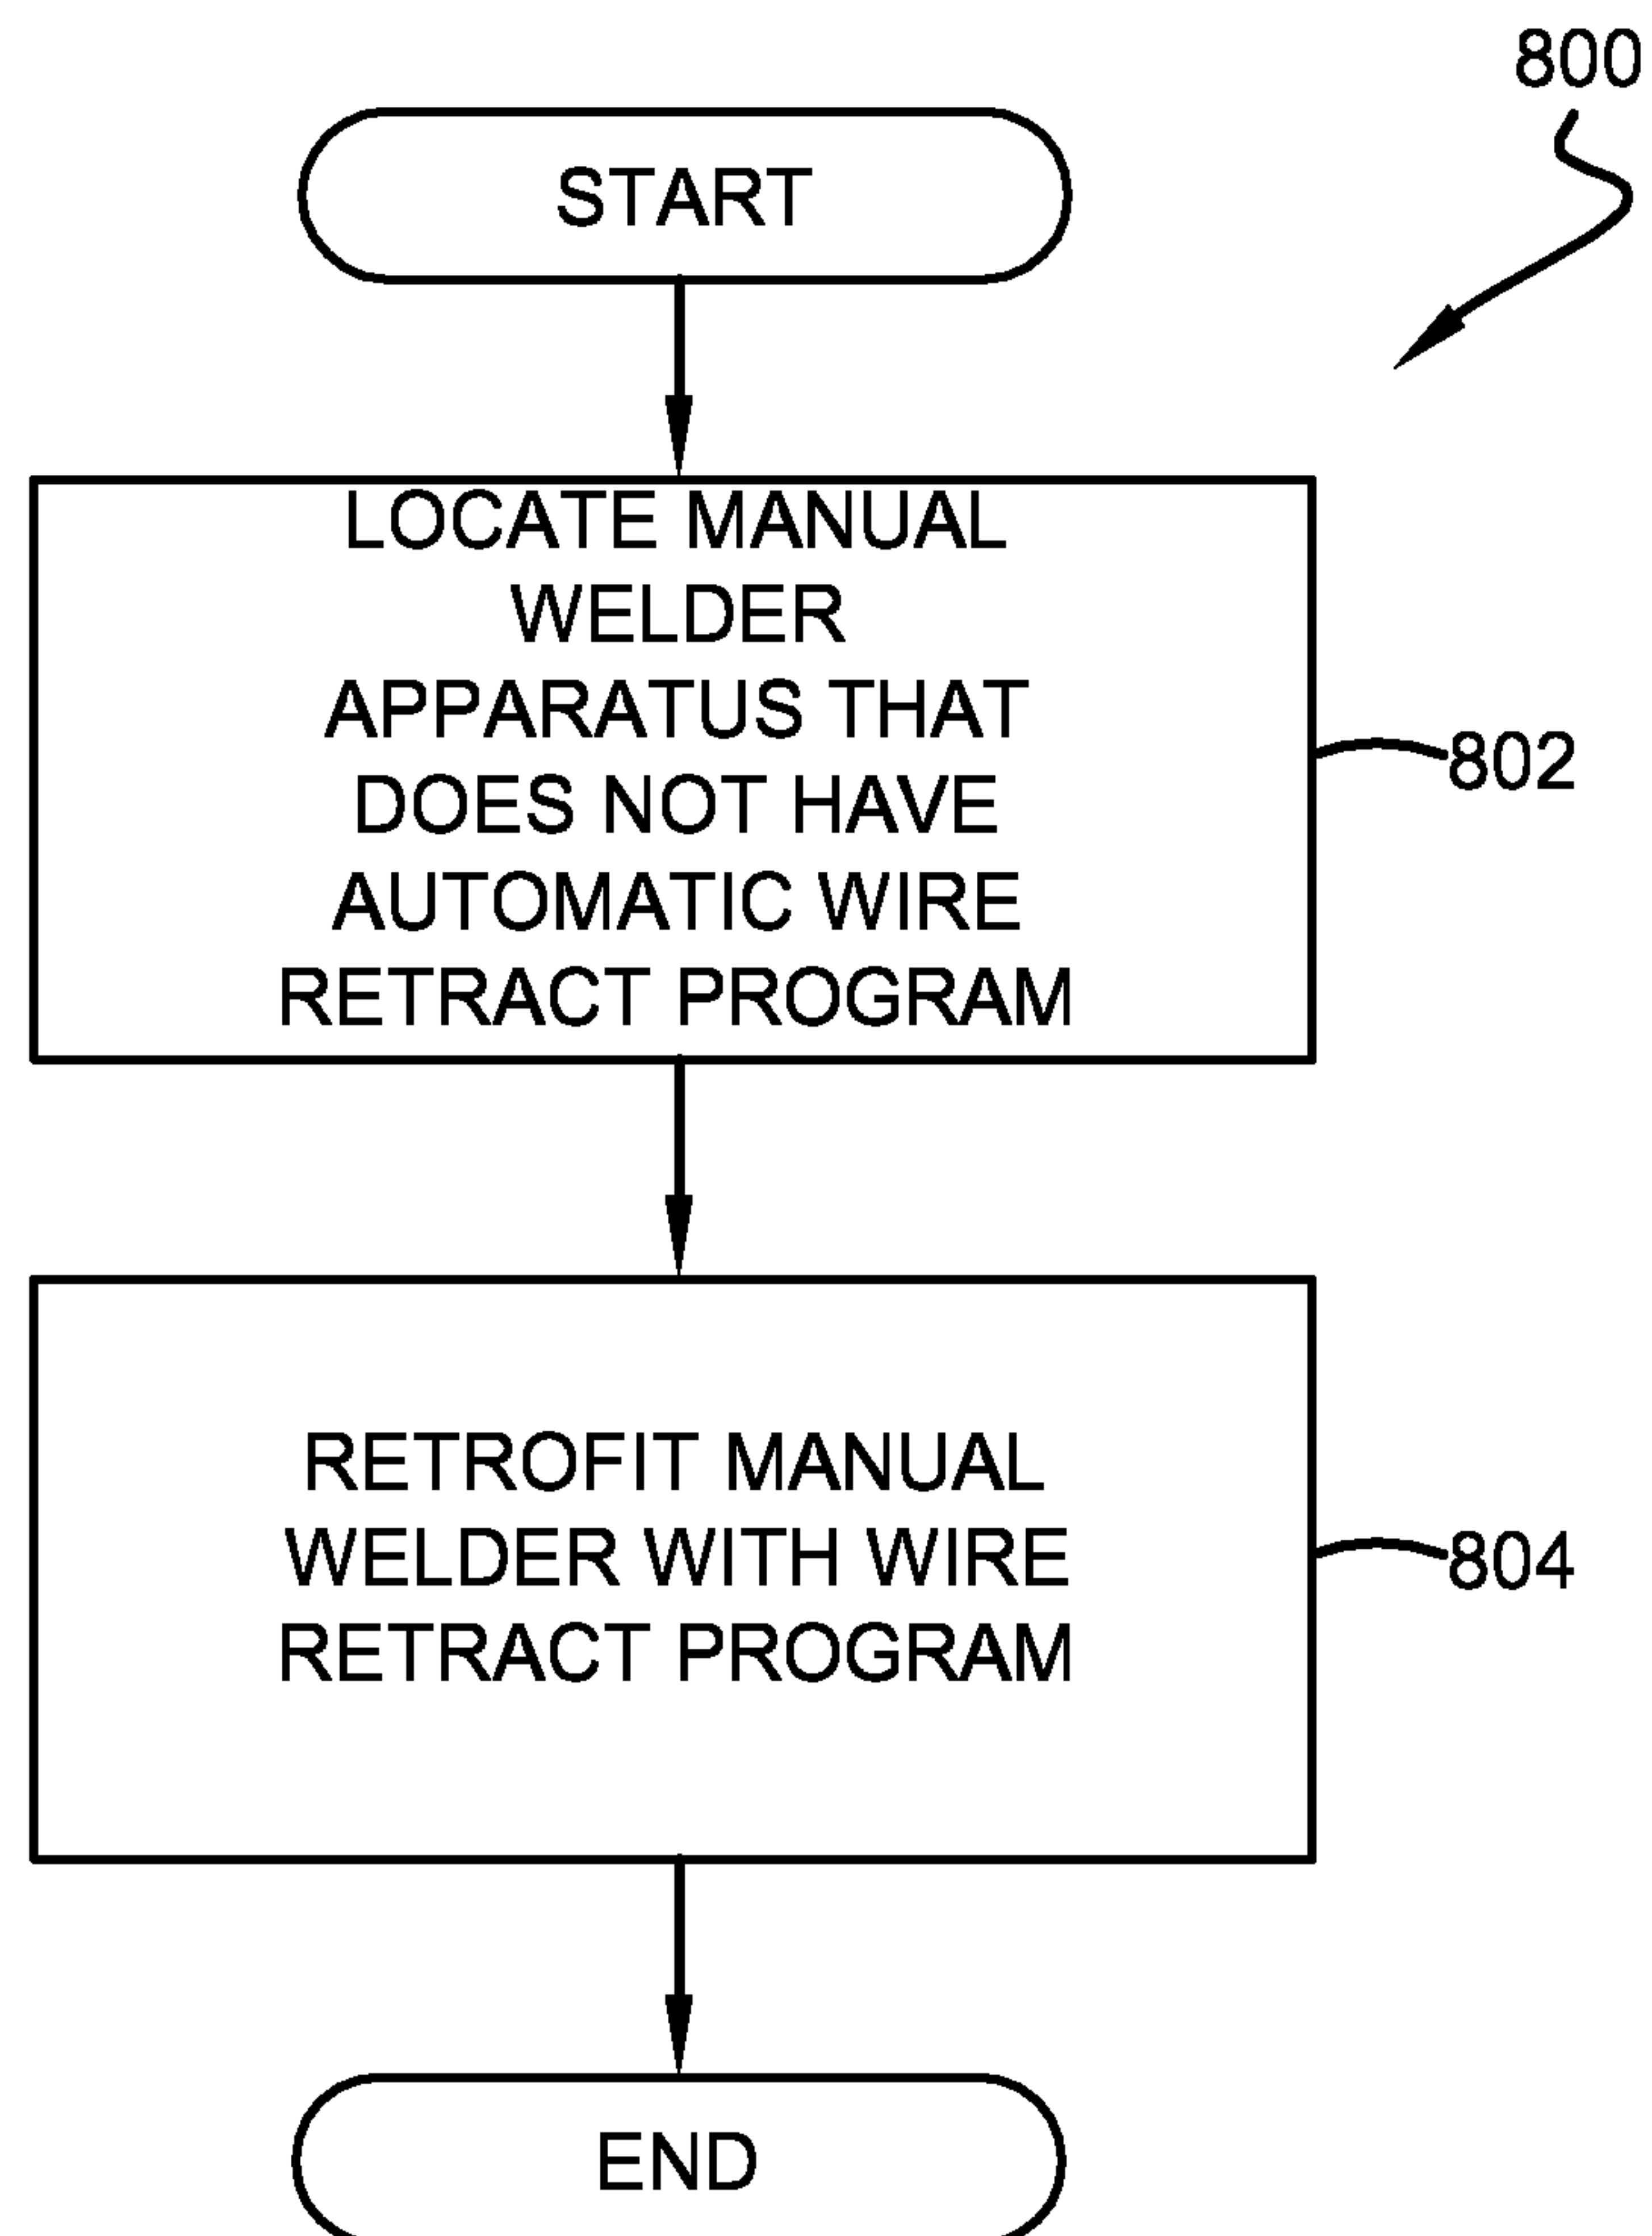 800
START
LOCATE MANUAL
WELDER
APPARATUS THAT
DOES NOT HAVE
AUTOMATIC WIRE
RETRACT PROGRAM
802
RETROFIT MANUAL
WELDER WITH WIRE
RETRACT PROGRAM
804
END